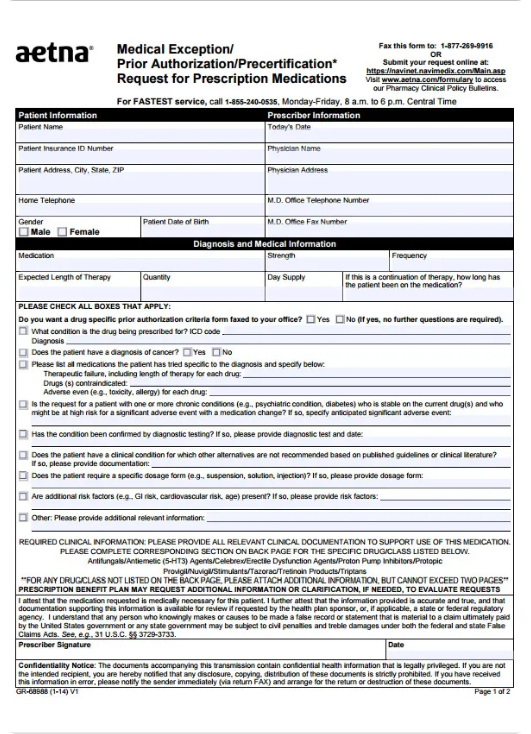 aetna®
Medical Exception/
Prior Authorization/Precertification*
Request for Prescription Medications
Fax this form to: 1-877-269-9916
OR
Submit your request online at:
https://navinet.navimedix.com/Main.asp
Visit www.aetna.com/formulary to access
our Pharmacy Clinical Policy Bulletins.
For FASTEST service, call 1-855-240-0535, Monday-Friday, 8 a.m. to 6 p.m. Central Time
Patient Information Prescriber Information
Patient Name Today's Date
Patient Insurance ID Number Physician Name
Patient Address, City, State, ZIP Physician Address
Home Telephone M.D. Office Telephone Number
Gender Patient Date of Birth M.D. Office Fax Number
Male Female
Diagnosis and Medical Information
Medication Strength Frequency
Expected Length of Therapy Quantity Day Supply If this is a continuation of therapy, how long has
the patient been on the medication?
PLEASE CHECK ALL BOXES THAT APPLY:
Do you want a drug specific prior authorization criteria form faxed to your office? Yes No (If yes, no further questions are required).
What condition is the drug being prescribed for? ICD code
Diagnosis
Does the patient have a diagnosis of cancer? Yes No
Please list all medications the patient has tried specific to the diagnosis and specify below:
Therapeutic failure, including length of therapy for each drug:
Drugs (s) contraindicated:
Adverse even (e.g., toxicity, allergy) for each drug:
Is the request for a patient with one or more chronic conditions (e.g., psychiatric condition, diabetes) who is stable on the current drug(s) and who
might be at high risk for a significant adverse event with a medication change? If so, specify anticipated significant adverse event:
Has the condition been confirmed by diagnostic testing? If so, please provide diagnostic test and date:
Does the patient have a clinical condition for which other alternatives are not recommended based on published guidelines or clinical literature?
If so, please provide documentation:
Does the patient require a specific dosage form (e.g., suspension, solution, injection)? If so, please provide dosage form:
Are additional risk factors (e.g., GI risk, cardiovascular risk, age) present? If so, please provide risk factors:
Other: Please provide additional relevant information:
REQUIRED CLINICAL INFORMATION: PLEASE PROVIDE ALL RELEVANT CLINICAL DOCUMENTATION TO SUPPORT USE OF THIS MEDICATION.
PLEASE COMPLETE CORRESPONDING SECTION ON BACK PAGE FOR THE SPECIFIC DRUG/CLASS LISTED BELOW.
Antifungals/Antiemetic (5-HT3) Agents/Celebrex/Erectile Dysfunction Agents/Proton Pump Inhibitors/Protopic
Provigil/Nuvigil/Stimulants/Tazorac/Tretinoin Products/Triptans
**FOR ANY DRUG/CLASS NOT LISTED ON THE BACK PAGE, PLEASE ATTACH ADDITIONAL INFORMATION, BUT CANNOT EXCEED TWO PAGES**
PRESCRIPTION BENEFIT PLAN MAY REQUEST ADDITIONAL INFORMATION OR CLARIFICATION, IF NEEDED, TO EVALUATE REQUESTS
I attest that the medication requested is medically necessary for this patient. I further attest that the information provided is accurate and true, and that
documentation supporting this information is available for review if requested by the health plan sponsor, or, if applicable, a state or federal regulatory
agency. I understand that any person who knowingly makes or causes to be made a false record or statement that is material to a claim ultimately paid
by the United States government or any state government may be subject to civil penalties and treble damages under both the federal and state False
Claims Acts. See, e.g., 31 U.S.C. §§ 3729-3733.
Prescriber Signature Date
Confidentiality Notice: The documents accompanying this transmission contain confidential health information that is legally privileged. If you are not
the intended recipient, you are hereby notified that any disclosure, copying, distribution of these documents is strictly prohibited. If you have received
this information in error, please notify the sender immediately (via return FAX) and arrange for the return or destruction of these documents.
GR-68988 (1-14) V1 Page 1 of 2